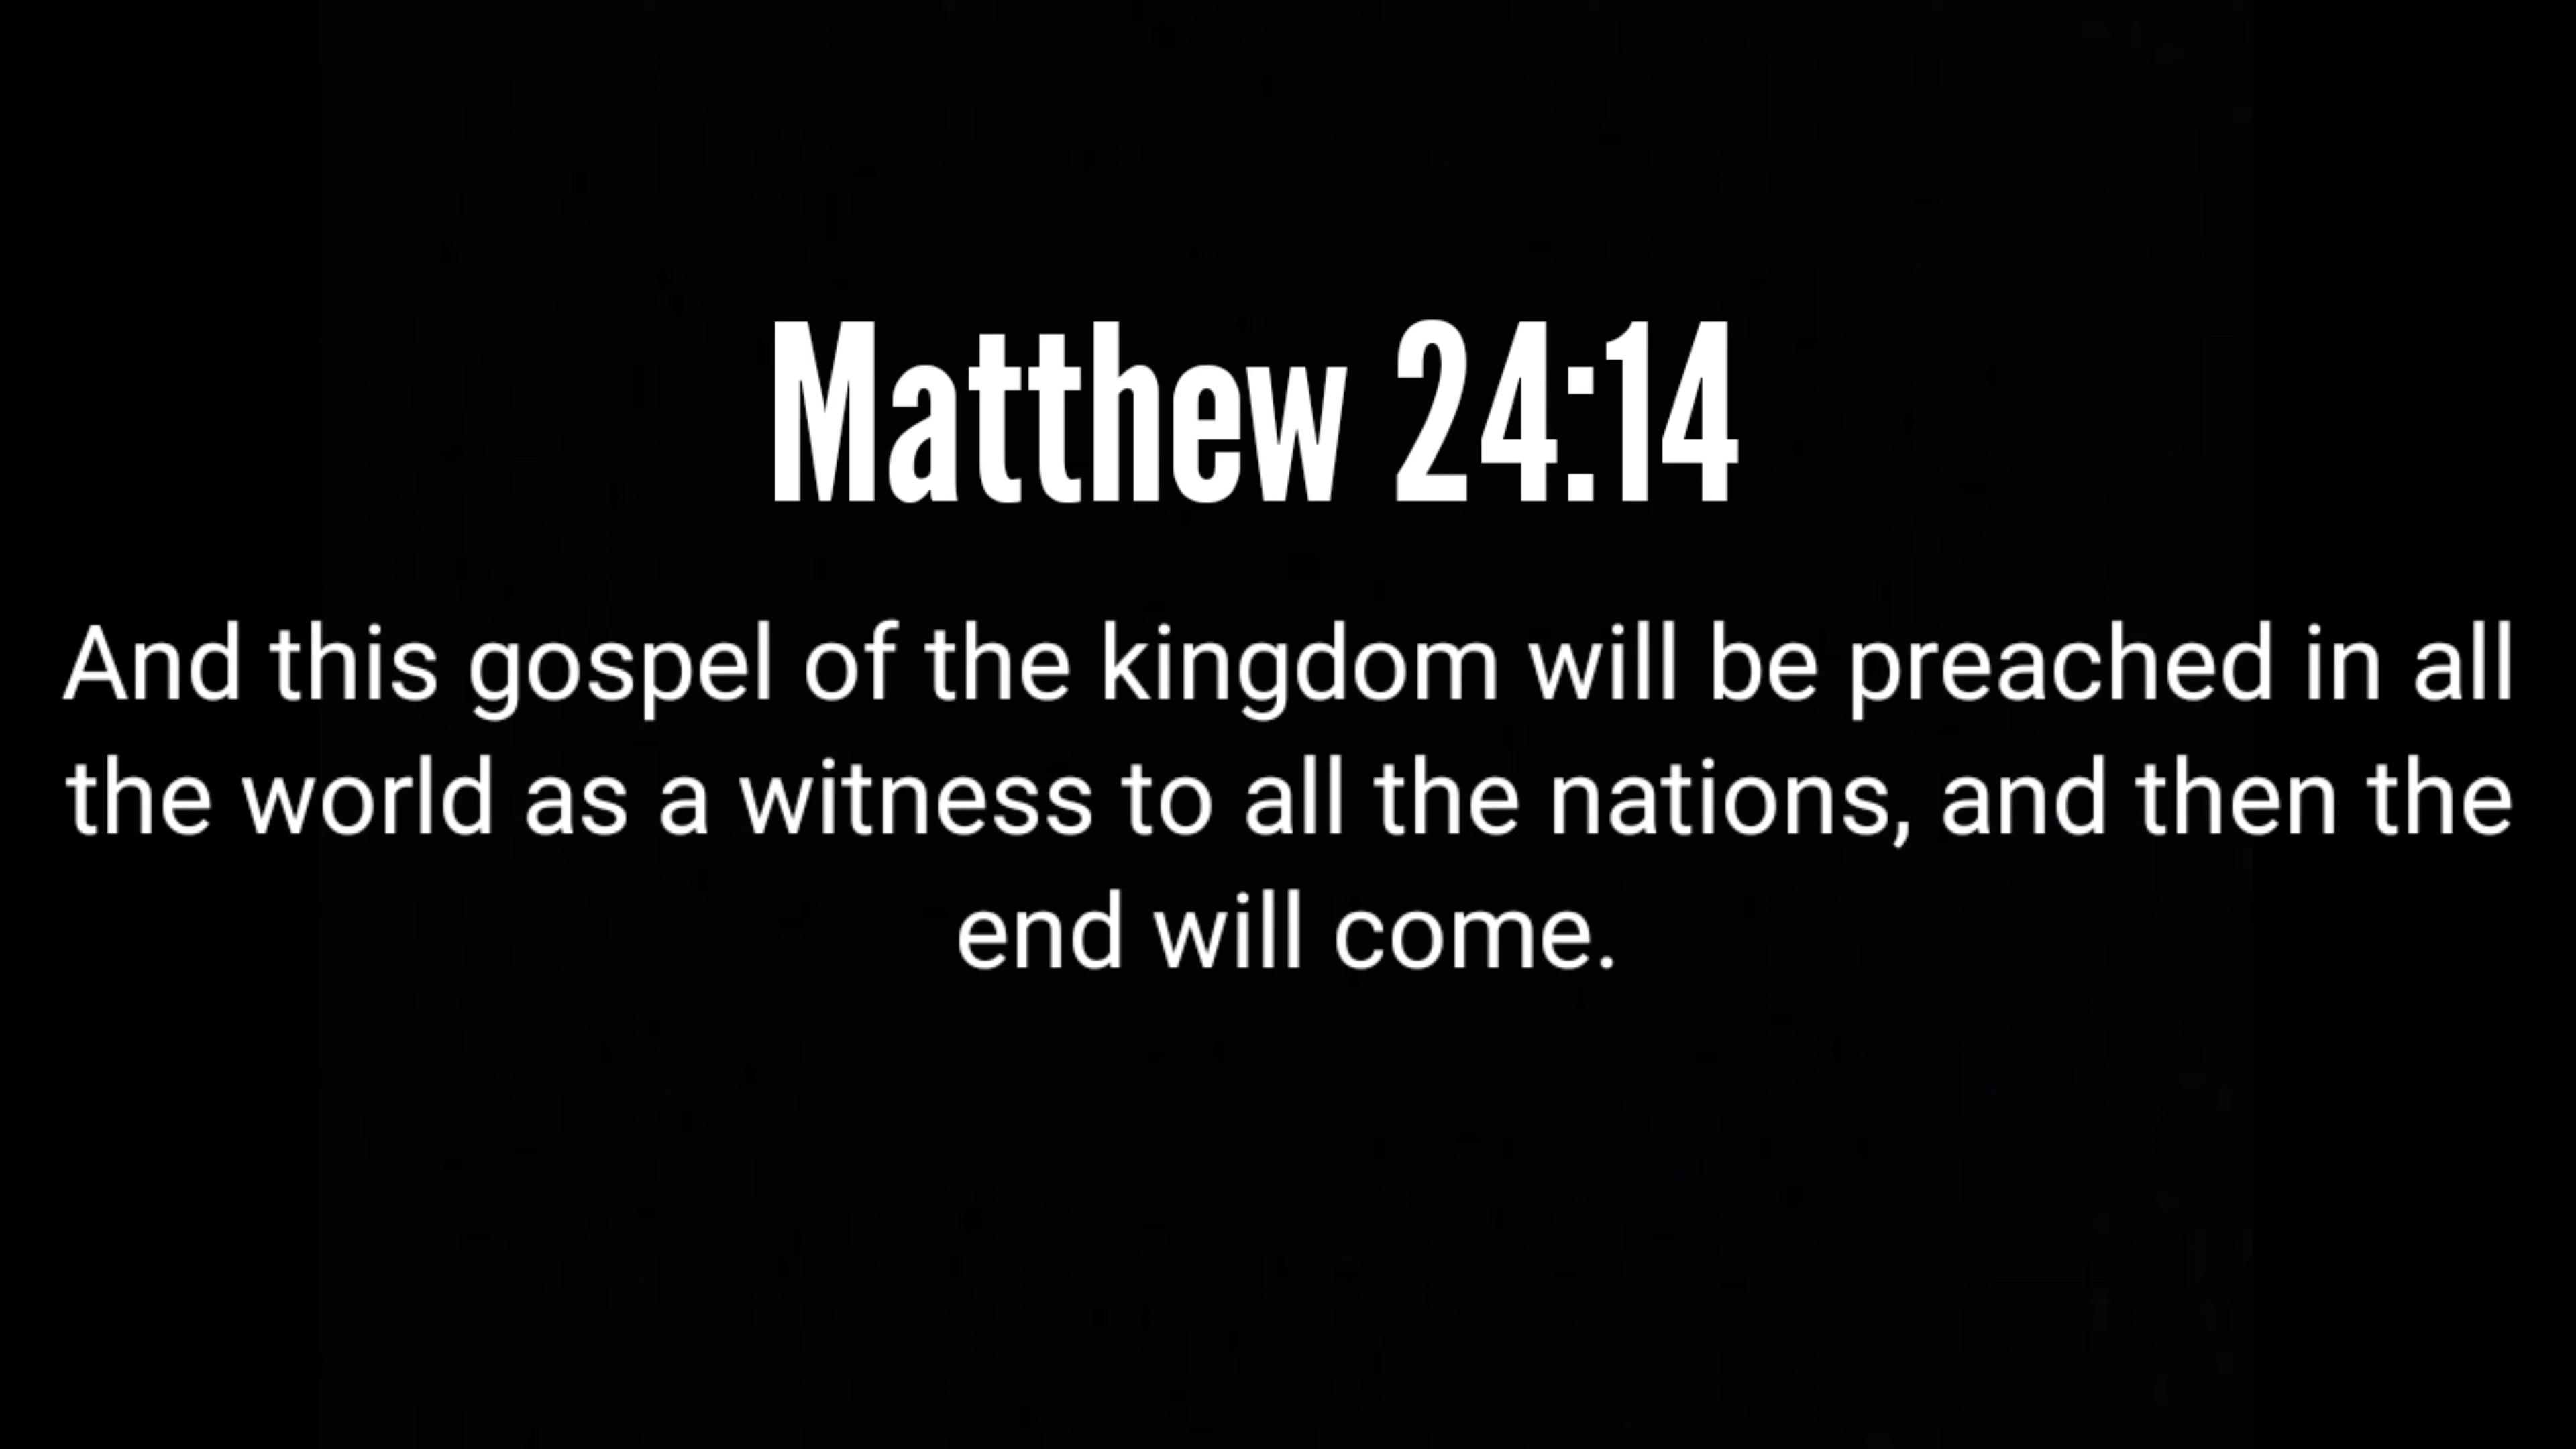 Matthew 24:14
And this gospel of the kingdom will be preached in all
the world as a witness to all the nations, and then the
end will come.